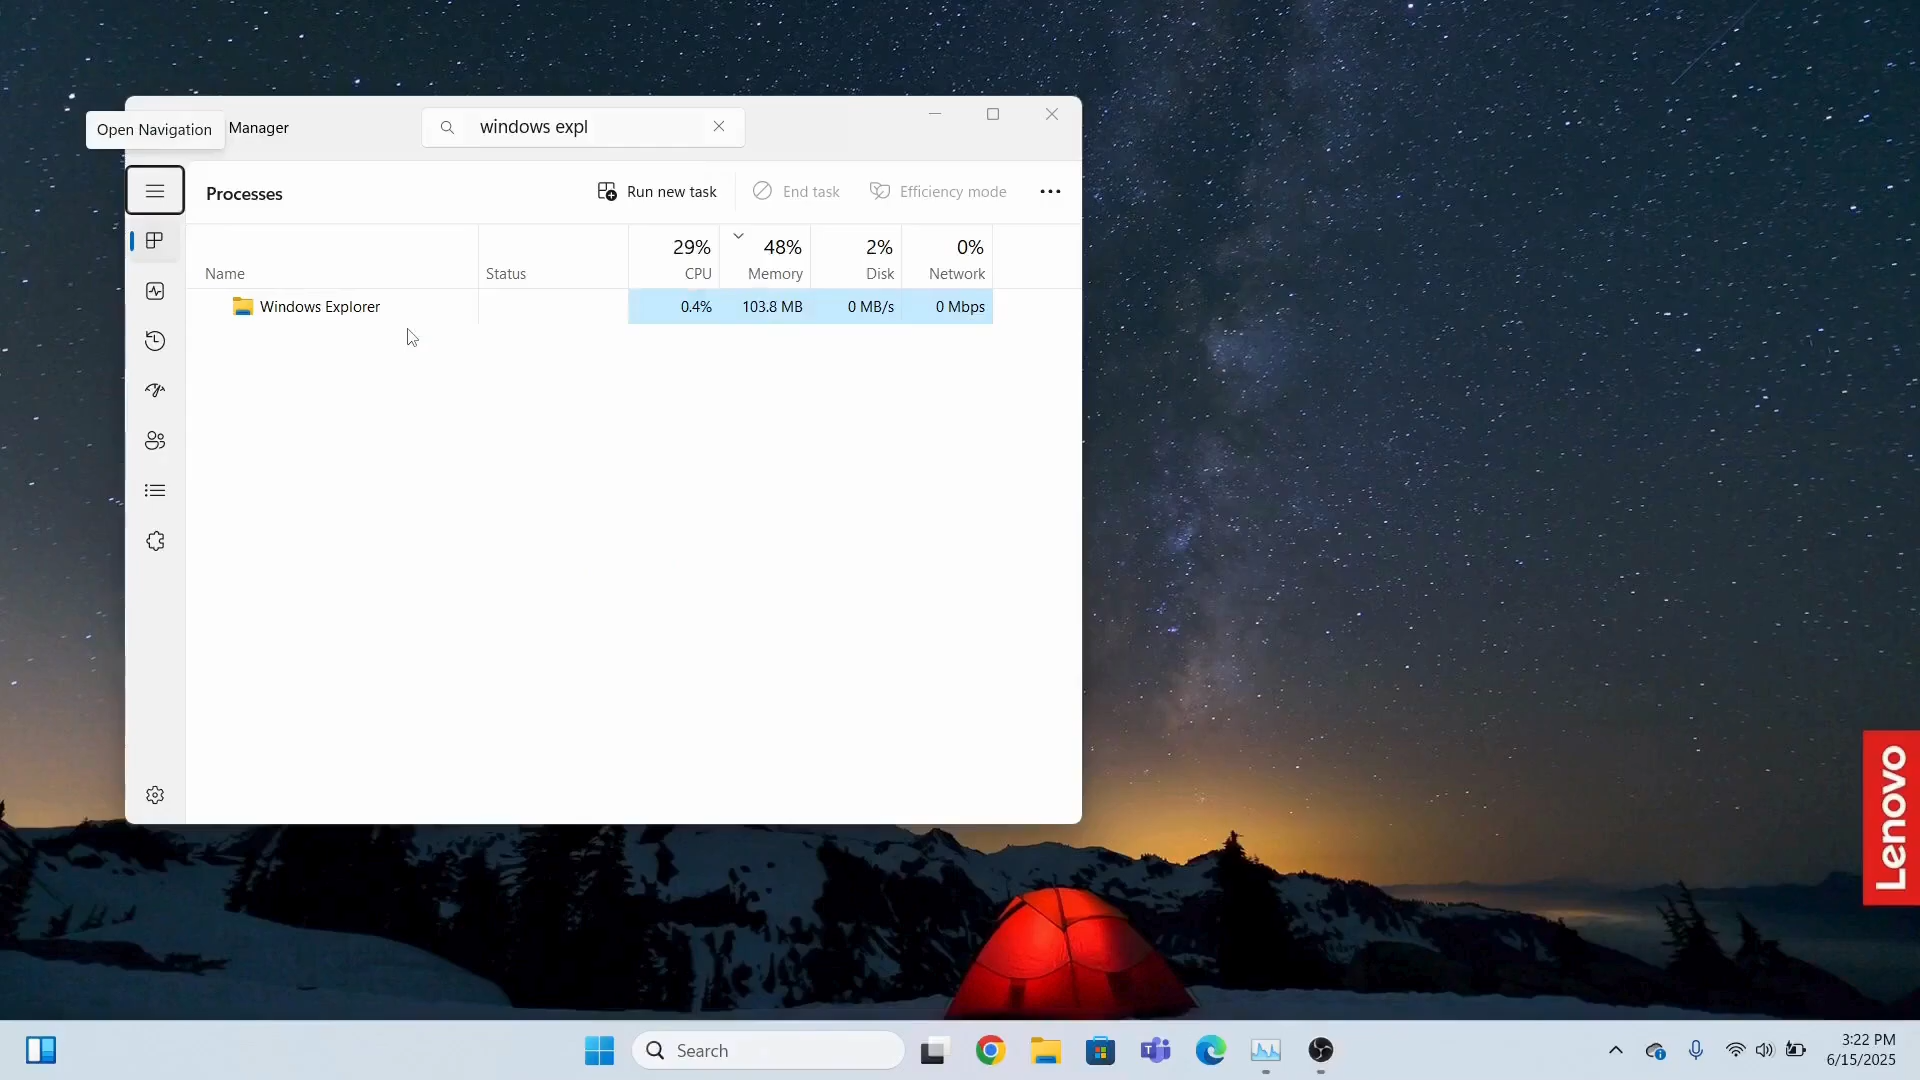 Open Navigation
Manager
windows expl
Processes
Run new task
End task
Efficiency mode
29%
48%
2%
0%
Name
Status
CPU
Memory
Disk
Network
Windows Explorer
0.4%
103.8 MB
0 MB/s
0 Mbps
Lenovo
Search
3:22 PM
6/15/2025